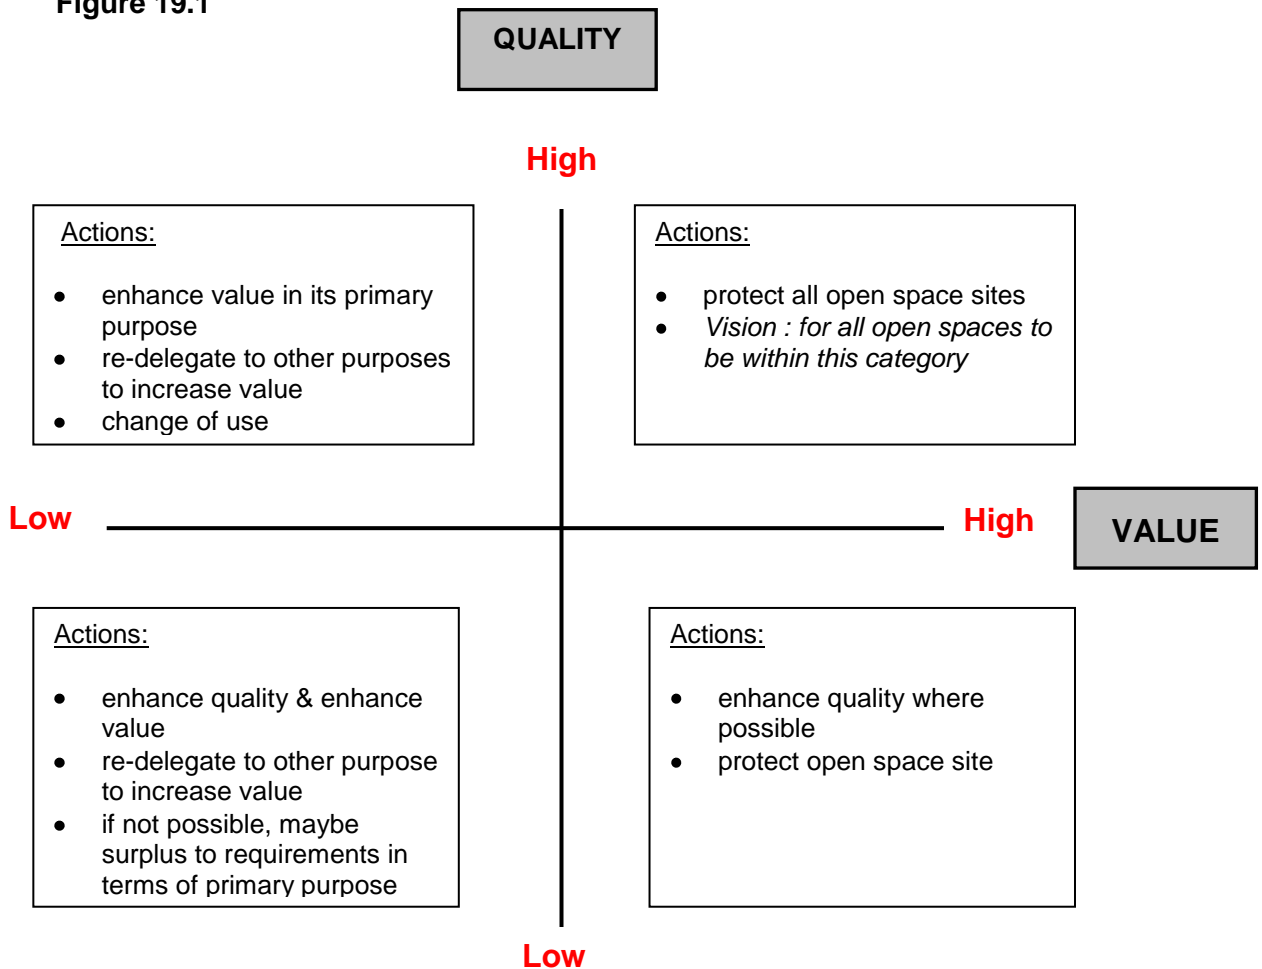 Figure 19.1
QUALITY
High
Actions:
• enhance value in its primary
purpose
• re-delegate to other purposes
to increase value
• change of use
Actions:
• protect all open space sites
• Vision : for all open spaces to
be within this category
Low
High
VALUE
Actions:
• enhance quality & enhance
value
• re-delegate to other purpose
to increase value
• if not possible, maybe
surplus to requirements in
terms of primary purpose
Actions:
• enhance quality where
possible
• protect open space site
Low